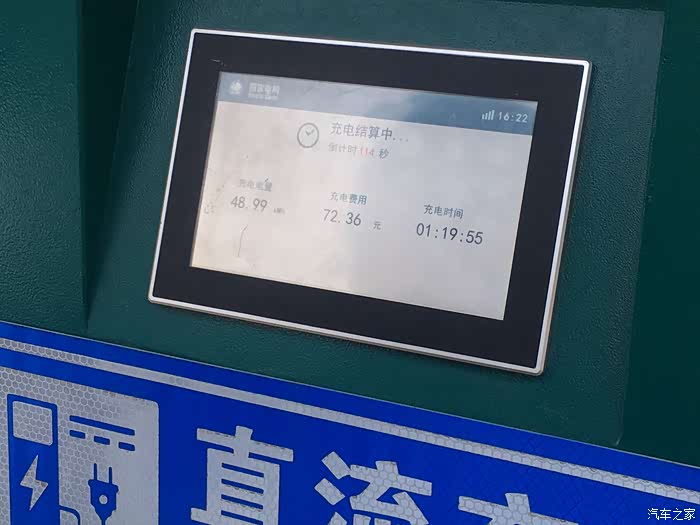 国家电网
16:22
充电结算中...
倒计时:114 秒
充电电量
48.99 kWh
充电费用
72.36 元
充电时间
01:19:55
直流
汽车之家